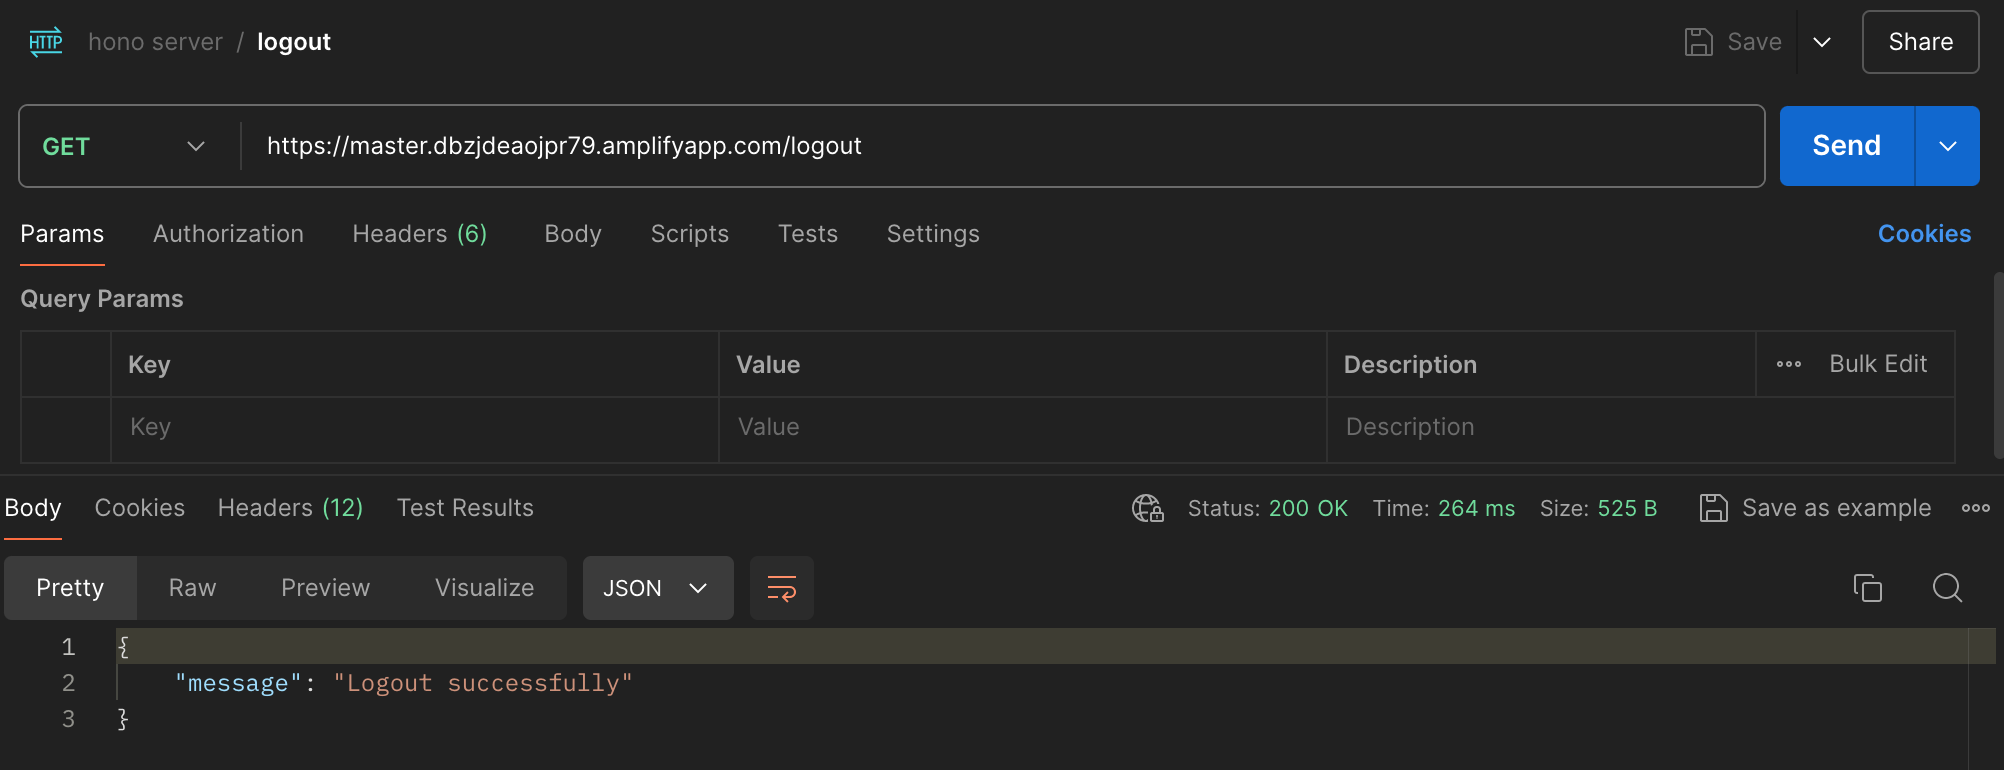 HTTP hono server / logout Save Share
GET https://master.dbzjdeaojpr79.amplifyapp.com/logout Send
Params Authorization Headers (6) Body Scripts Tests Settings Cookies
Query Params
Key Value Description Bulk Edit
Key Value Description
Body Cookies Headers (12) Test Results Status: 200 OK Time: 264 ms Size: 525 B Save as example
Pretty Raw Preview Visualize JSON
1 {
2 "message": "Logout successfully"
3 }